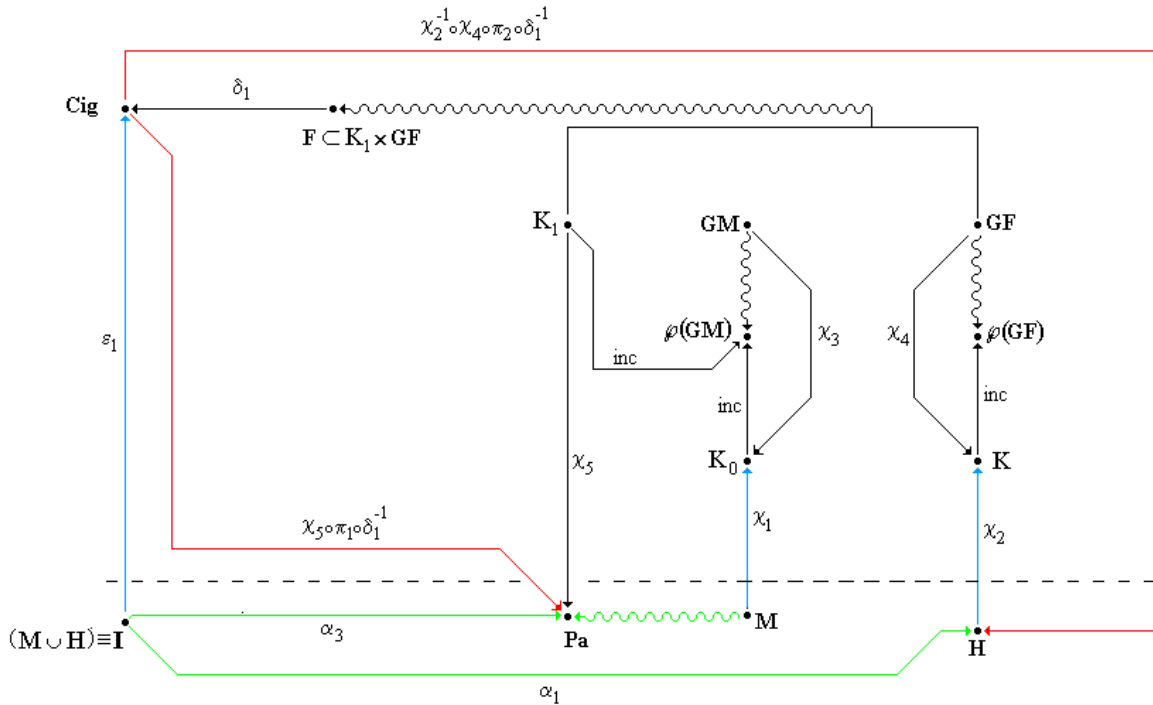 χ₂⁻¹∘χ₄∘π₂∘δ₁⁻¹
Cig
δ₁
F ⊂ K₁ × GF
K₁
GM
GF
ε₁
℘(GM)
χ₃
χ₄
℘(GF)
inc
inc
inc
χ₅
K₀
K
χ₅∘π₁∘δ₁⁻¹
χ₁
χ₂
(M ∪ H) ≡ I
α₃
Pa
M
H
α₁